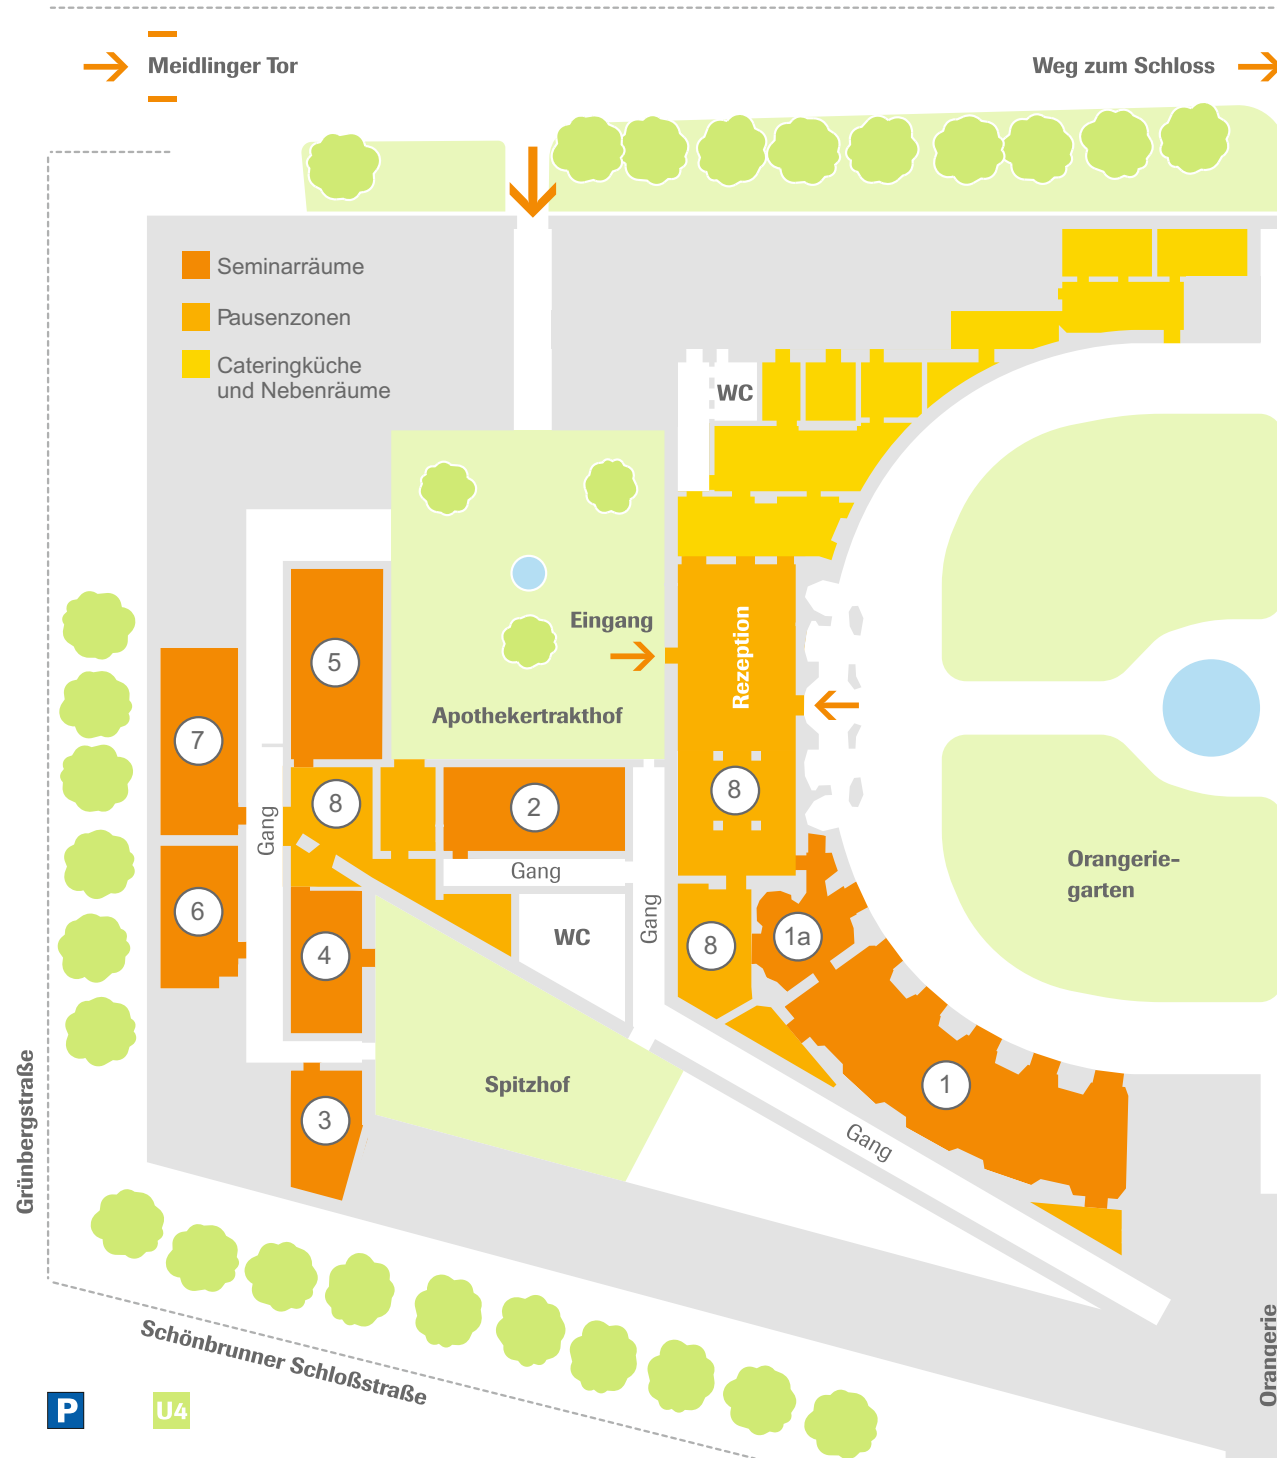 Meidlinger Tor
Weg zum Schloss
Seminarräume
Pausenzonen
Cateringküche
und Nebenräume
WC
5
Eingang
Rezeption
Apothekertrakthof
7
8
2
8
Gang
Gang
Orangerie-
garten
6
4
WC
Gang
8
1a
Spitzhof
1
3
Gang
Grünbergstraße
Schönbrunner Schloßstraße
Orangerie
P
U4